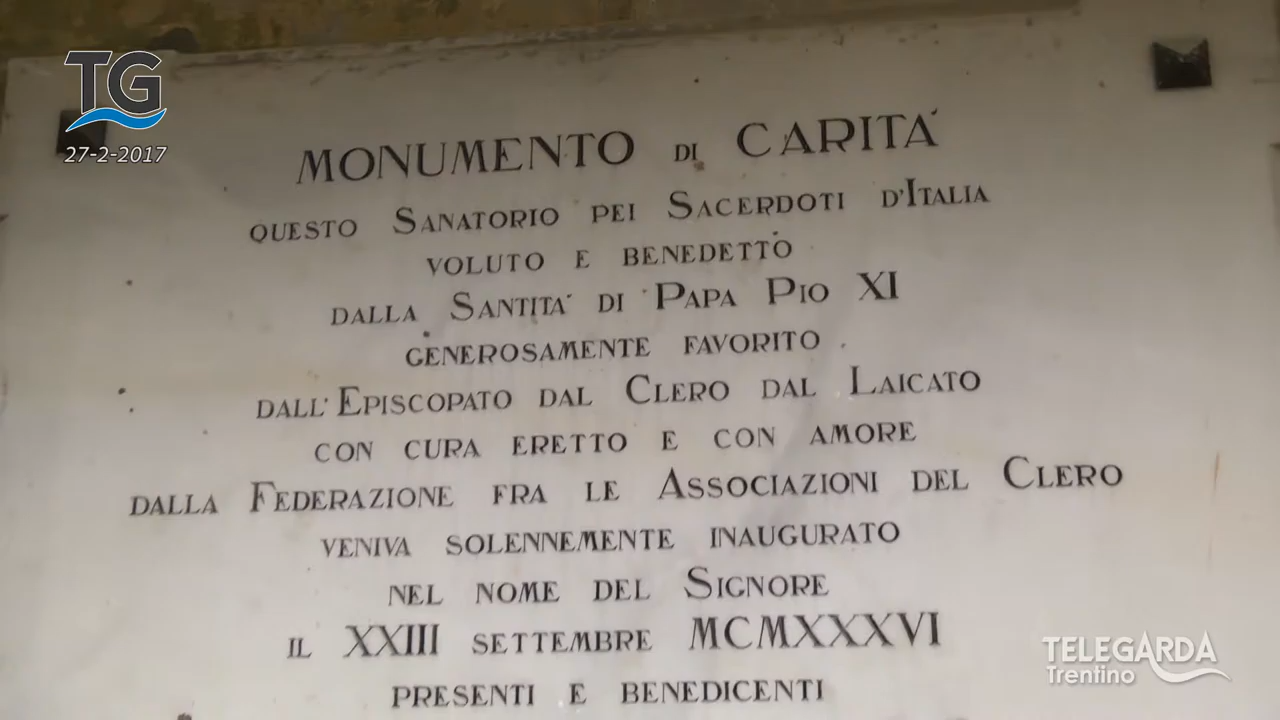 TG
27-2-2017
MONUMENTO DI CARITÀ
QUESTO SANATORIO PEI SACERDOTI D'ITALIA
VOLUTO E BENEDETTO
DALLA SANTITÀ DI PAPA PIO XI
GENEROSAMENTE FAVORITO
DALL'EPISCOPATO DAL CLERO DAL LAICATO
CON CURA ERETTO E CON AMORE
DALLA FEDERAZIONE FRA LE ASSOCIAZIONI DEL CLERO
VENIVA SOLENNEMENTE INAUGURATO
NEL NOME DEL SIGNORE
IL XXIII SETTEMBRE MCMXXXVI
PRESENTI E BENEDICENTI
TELEGARDA
Trentino